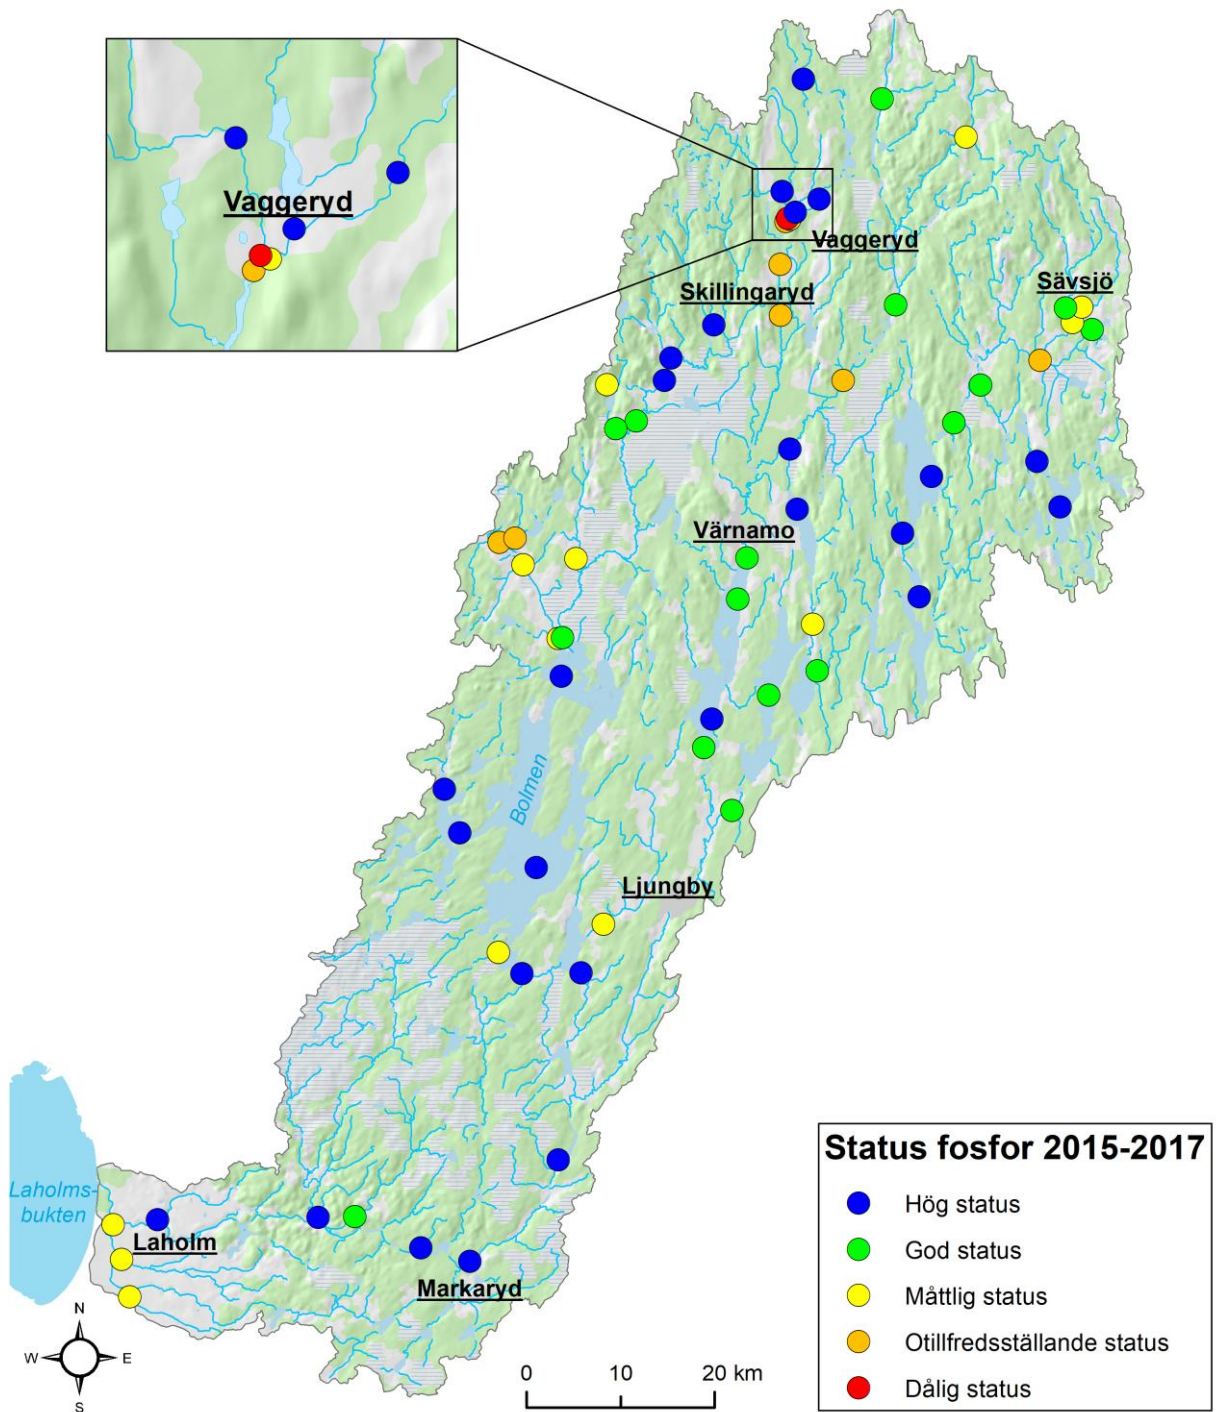 Vaggeryd
Vaggeryd
Skillingaryd
Sävsjö
Värnamo
Bolmen
Ljungby
Laholms-
bukten
Laholm
Markaryd
N
W
E
S
0
10
20 km
Status fosfor 2015-2017
Hög status
God status
Måttlig status
Otillfredsställande status
Dålig status